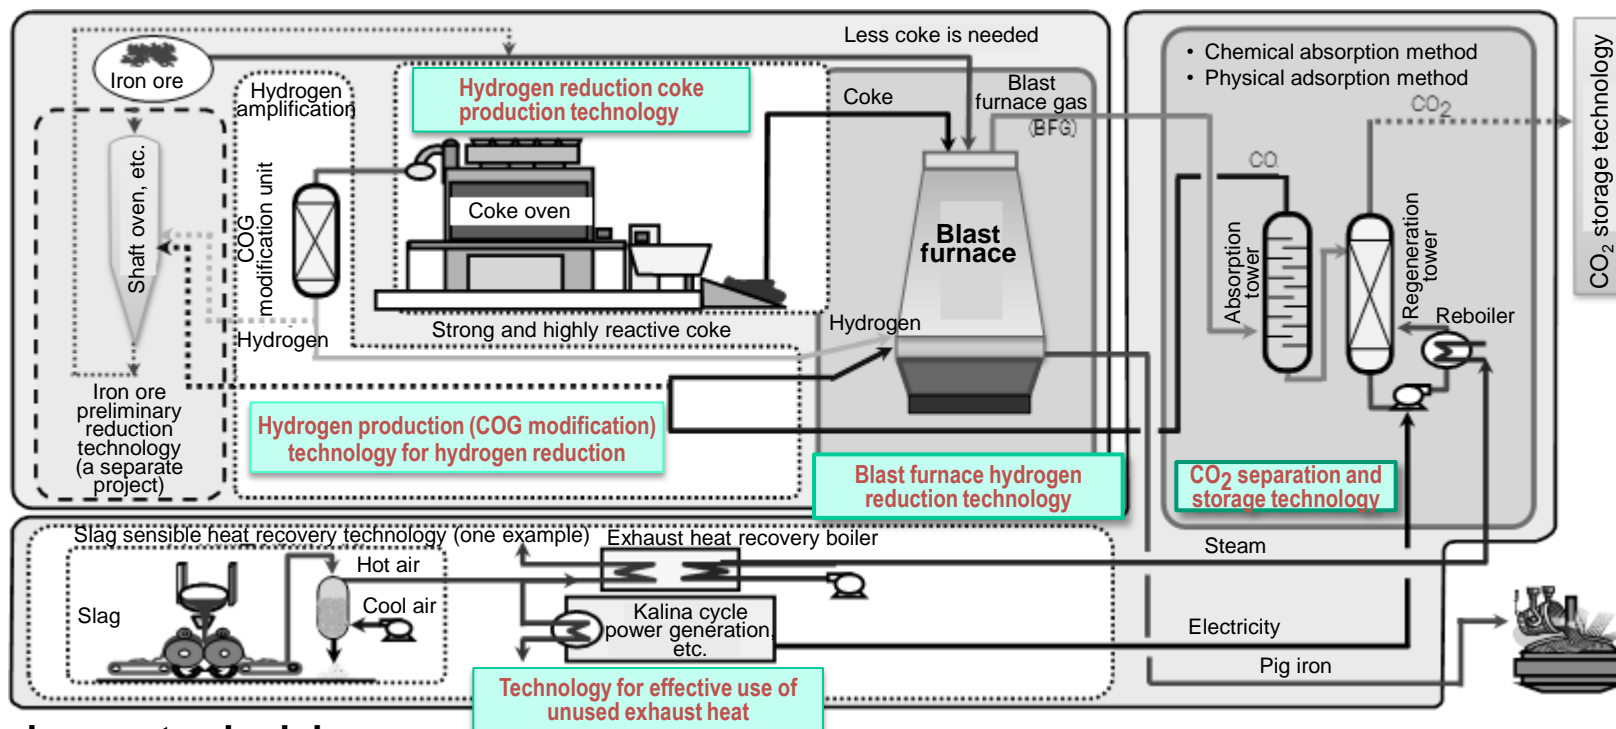 Less coke is needed
Iron ore
Hydrogen
amplification
Hydrogen reduction coke
production technology
Coke
Blast
furnace gas
(BFG)
• Chemical absorption method
• Physical adsorption method
CO2
CO2 storage technology
Shaft oven, etc.
COG
modification unit
Coke oven
Blast
furnace
CO
Absorption
tower
Regeneration
tower
Reboiler
Strong and highly reactive coke
Hydrogen
Hydrogen
Iron ore
preliminary
reduction
technology
(a separate
project)
Hydrogen production (COG modification)
technology for hydrogen reduction
Blast furnace hydrogen
reduction technology
CO2 separation and
storage technology
Slag sensible heat recovery technology (one example)
Exhaust heat recovery boiler
Steam
Hot air
Cool air
Slag
Kalina cycle
power generation,
etc.
Electricity
Pig iron
Technology for effective use of
unused exhaust heat